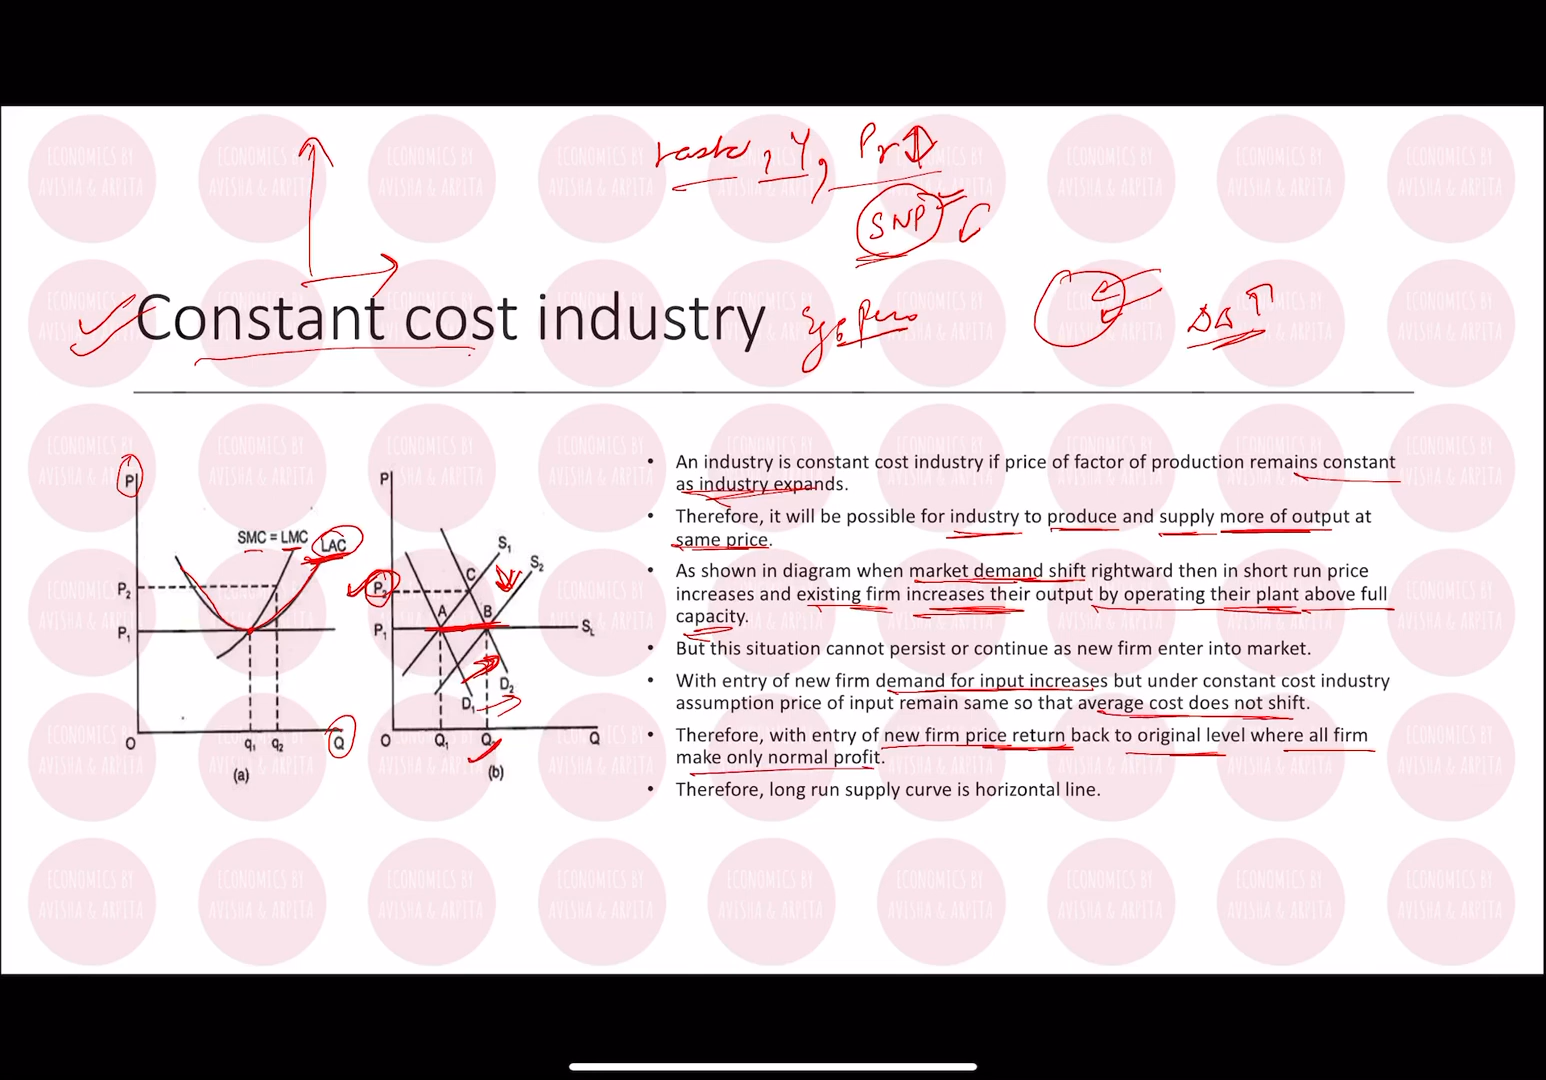 taste, Y, Pr
SNP
Constant cost industry
• An industry is constant cost industry if price of factor of production remains constant
as industry expands.
• Therefore, it will be possible for industry to produce and supply more of output at
same price.
• As shown in diagram when market demand shift rightward then in short run price
increases and existing firm increases their output by operating their plant above full
capacity.
• But this situation cannot persist or continue as new firm enter into market.
• With entry of new firm demand for input increases but under constant cost industry
assumption price of input remain same so that average cost does not shift.
• Therefore, with entry of new firm price return back to original level where all firm
make only normal profit.
• Therefore, long run supply curve is horizontal line.
P
SMC = LMC
LAC
P₂
P₁
O
q₁
q₂
Q
(a)
P
S₁
S₂
C
P₂
A
B
P₁
S_L
D₂
D₁
O
Q₁
Q₂
Q
(b)
ECONOMICS BY
AVISHA & ARPITA